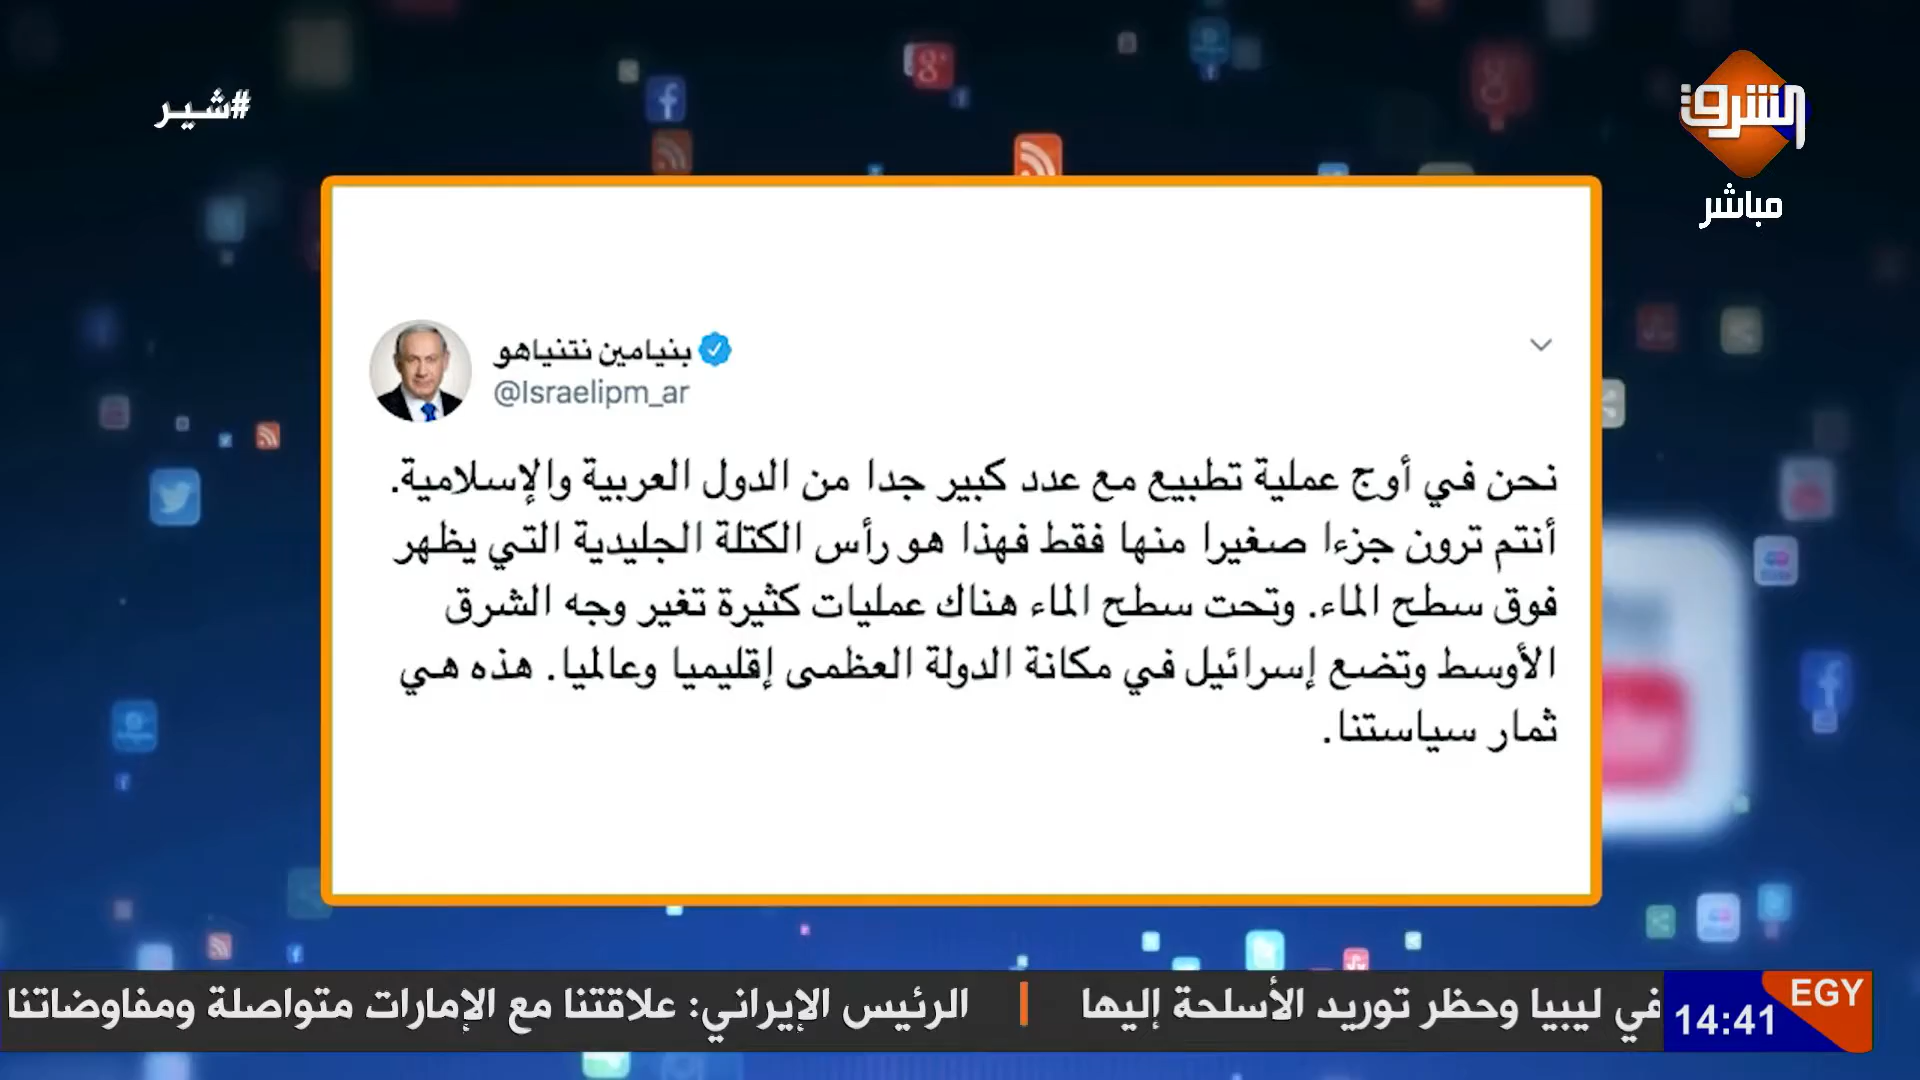 #شير
الشرق
مباشر
بنيامين نتنياهو
@Israelipm_ar
نحن في أوج عملية تطبيع مع عدد كبير جدا من الدول العربية والإسلامية.
أنتم ترون جزءا صغيرا منها فقط فهذا هو رأس الكتلة الجليدية التي يظهر
فوق سطح الماء. وتحت سطح الماء هناك عمليات كثيرة تغير وجه الشرق
الأوسط وتضع إسرائيل في مكانة الدولة العظمى إقليميا وعالميا. هذه هي
ثمار سياستنا.
EGY
14:41
في ليبيا وحظر توريد الأسلحة إليها | الرئيس الإيراني: علاقتنا مع الإمارات متواصلة ومفاوضاتنا